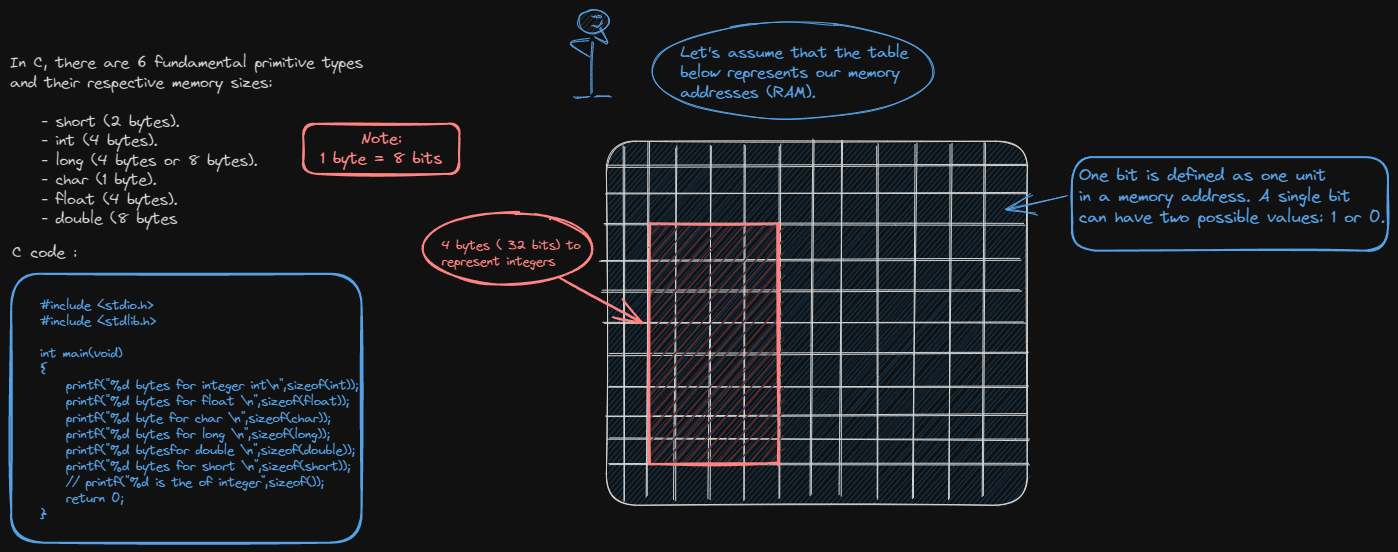 In C, there are 6 fundamental primitive types
and their respective memory sizes:
- short (2 bytes).
- int (4 bytes).
- long (4 bytes or 8 bytes).
- char (1 byte).
- float (4 bytes).
- double (8 bytes
Note:
1 byte = 8 bits
C code :
#include <stdio.h>
#include <stdlib.h>
int main(void)
{
printf("%d bytes for integer int\n",sizeof(int));
printf("%d bytes for float \n",sizeof(float));
printf("%d byte for char \n",sizeof(char));
printf("%d bytes for long \n",sizeof(long));
printf("%d bytesfor double \n",sizeof(double));
printf("%d bytes for short \n",sizeof(short));
// printf("%d is the of integer",sizeof());
return 0;
}
Let's assume that the table
below represents our memory
addresses (RAM).
4 bytes ( 32 bits) to
represent integers
One bit is defined as one unit
in a memory address. A single bit
can have two possible values: 1 or 0.